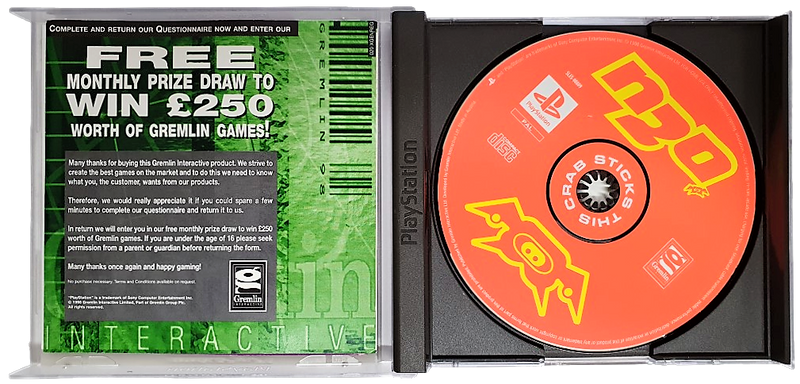 COMPLETE AND RETURN OUR QUESTIONNAIRE NOW AND ENTER OUR
FREE
MONTHLY PRIZE DRAW TO
WIN £250
WORTH OF GREMLIN GAMES!
Many thanks for buying this Gremlin Interactive product. We strive to
create the best games on the market and to do this we need to know
what you, the customer, wants from our products.
Therefore, we would really appreciate it if you could spare a few
minutes to complete our questionnaire and return it to us.
In return we will enter you in our free monthly prize draw to win £250
worth of Gremlin games. If you are under the age of 16 please seek
permission from a parent or guardian before returning the form.
Many thanks once again and happy gaming!
No purchase necessary. Terms and Conditions available on request.
"PlayStation" is a trademark of Sony Computer Entertainment Inc.
© 1998 Gremlin Interactive Limited, Part of Gremlin Group Plc.
All rights reserved.
g
Gremlin
INTERACTIVE
GREMLIN 98
lin
INTERACTIVE
PlayStation
n2O
PlayStation
PAL
COMPACT
disc
CRAB STICKS THIS
8
Gremlin